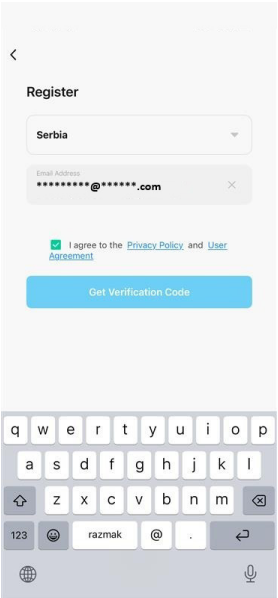 Register
Serbia
Email Address
*********@******.com
I agree to the Privacy Policy and User
Agreement
Get Verification Code
q w e r t y u i o p
a s d f g h j k l
z x c v b n m
123 razmak @ .